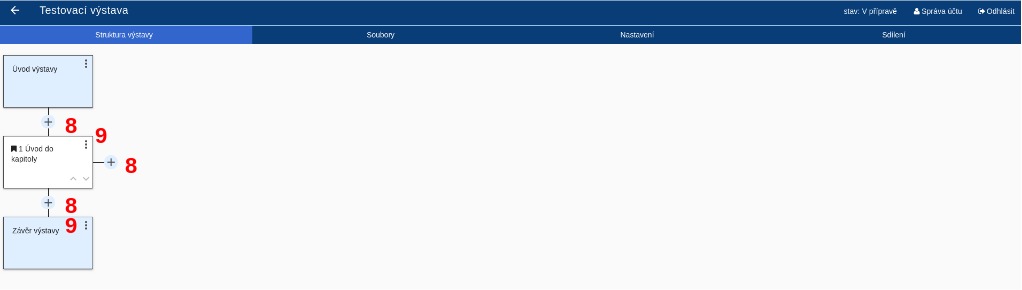 Testovací výstava
stav: V přípravě Správa účtu Odhlásit
Struktura výstavy Soubory Nastavení Sdílení
Úvod výstavy
8
9
1 Úvod do
kapitoly
8
8
9
Závěr výstavy